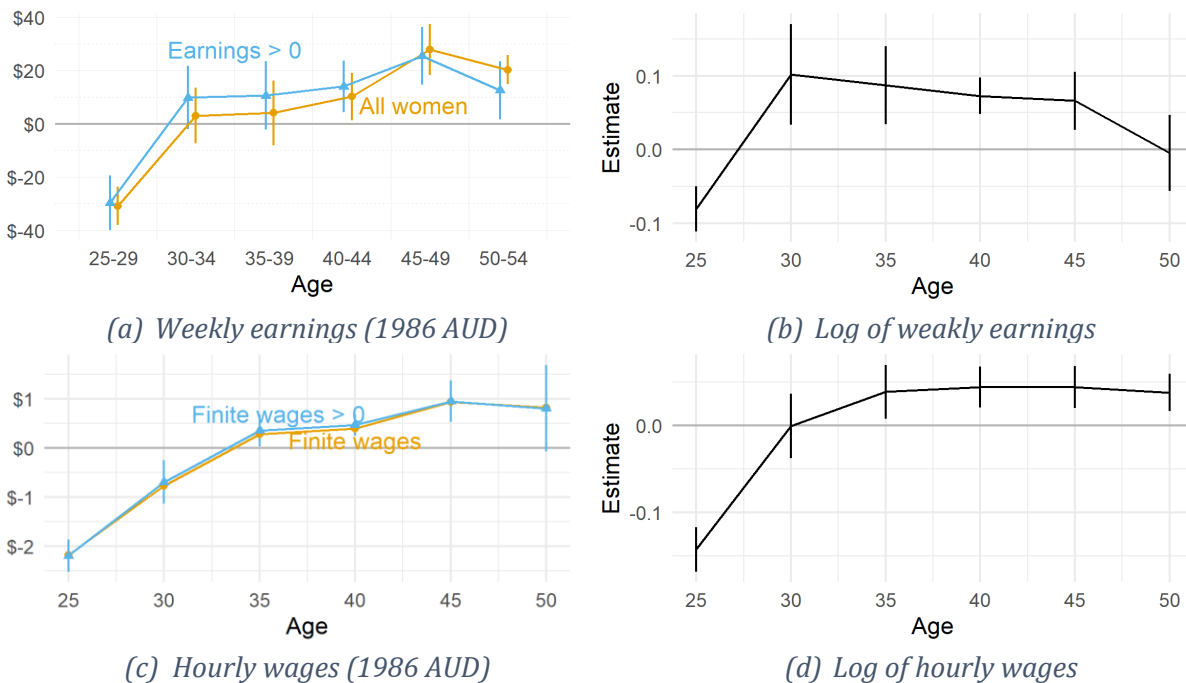 $40
$20
$0
$-20
$-40
Earnings > 0
All women
25-29 30-34 35-39 40-44 45-49 50-54
Age
(a) Weekly earnings (1986 AUD)
Estimate
0.1
0.0
-0.1
25 30 35 40 45 50
Age
(b) Log of weakly earnings
$1
$0
$-1
$-2
Finite wages > 0
Finite wages
25 30 35 40 45 50
Age
(c) Hourly wages (1986 AUD)
Estimate
0.0
-0.1
25 30 35 40 45 50
Age
(d) Log of hourly wages